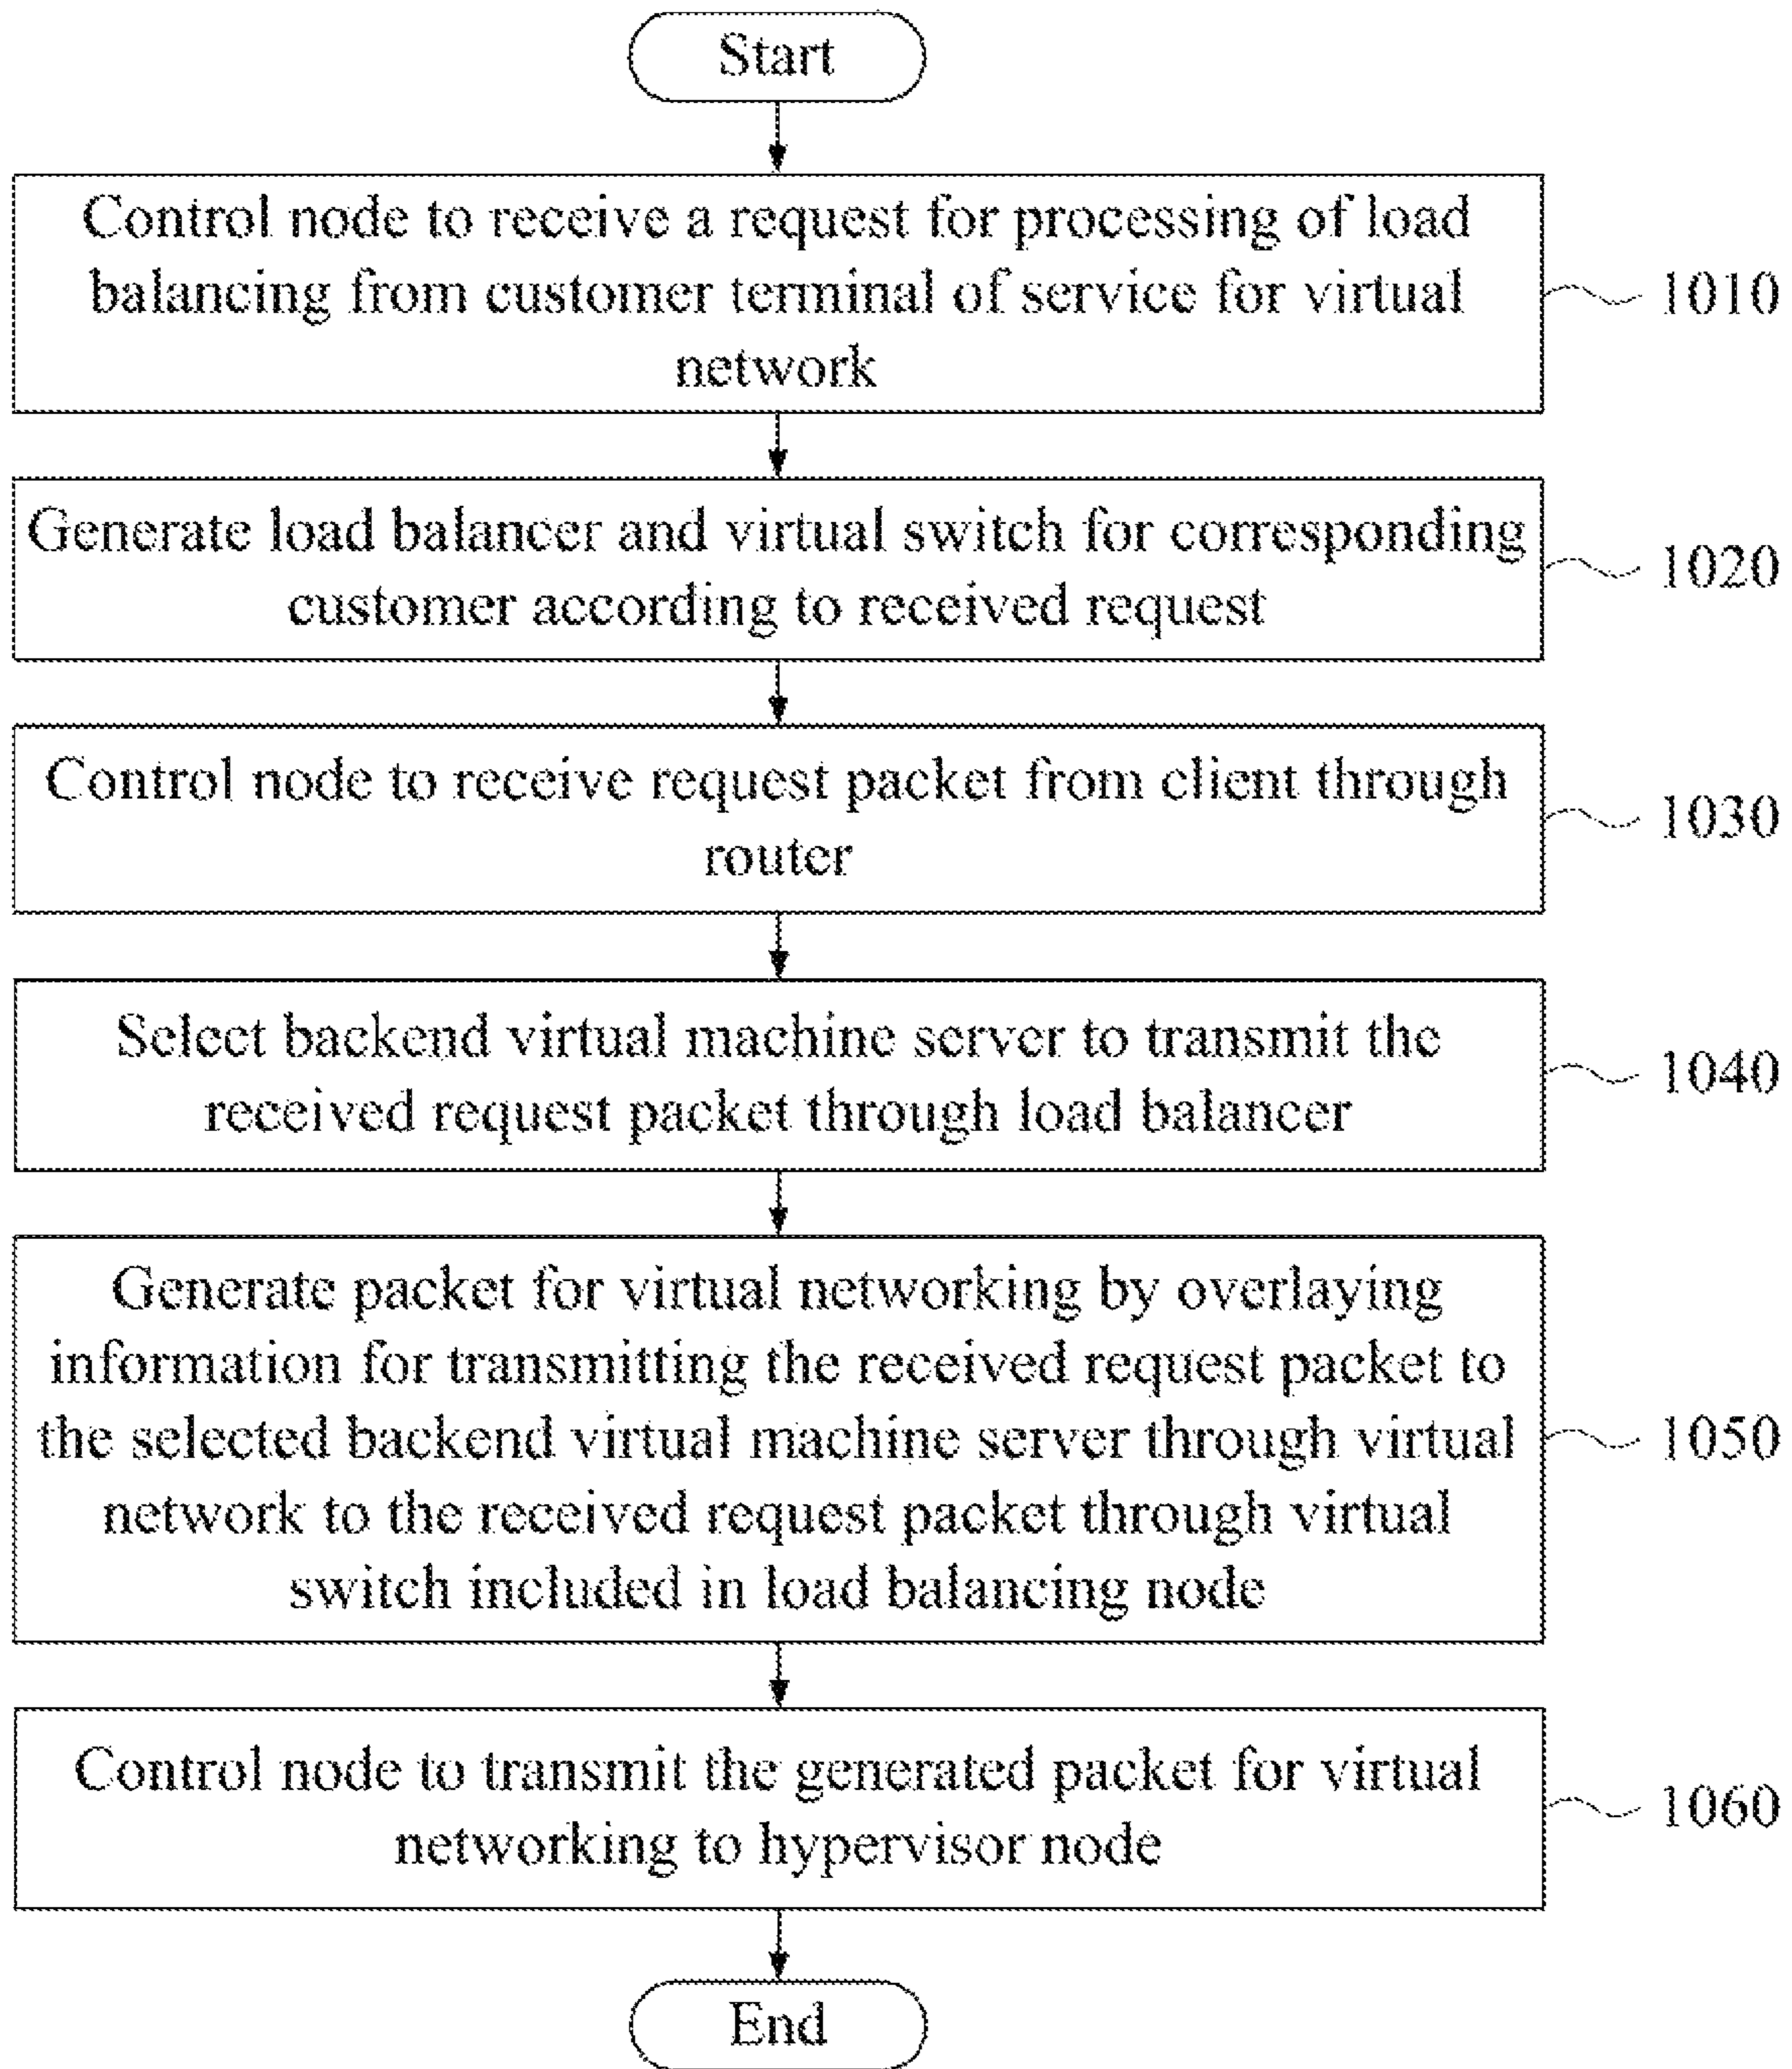 Start
Control node to receive a request for processing of load
balancing from customer terminal of service for virtual
network
1010
Generate load balancer and virtual switch for corresponding
customer according to received request
1020
Control node to receive request packet from client through
router
1030
Select backend virtual machine server to transmit the
received request packet through load balancer
1040
Generate packet for virtual networking by overlaying
information for transmitting the received request packet to
the selected backend virtual machine server through virtual
network to the received request packet through virtual
switch included in load balancing node
1050
Control node to transmit the generated packet for virtual
networking to hypervisor node
1060
End